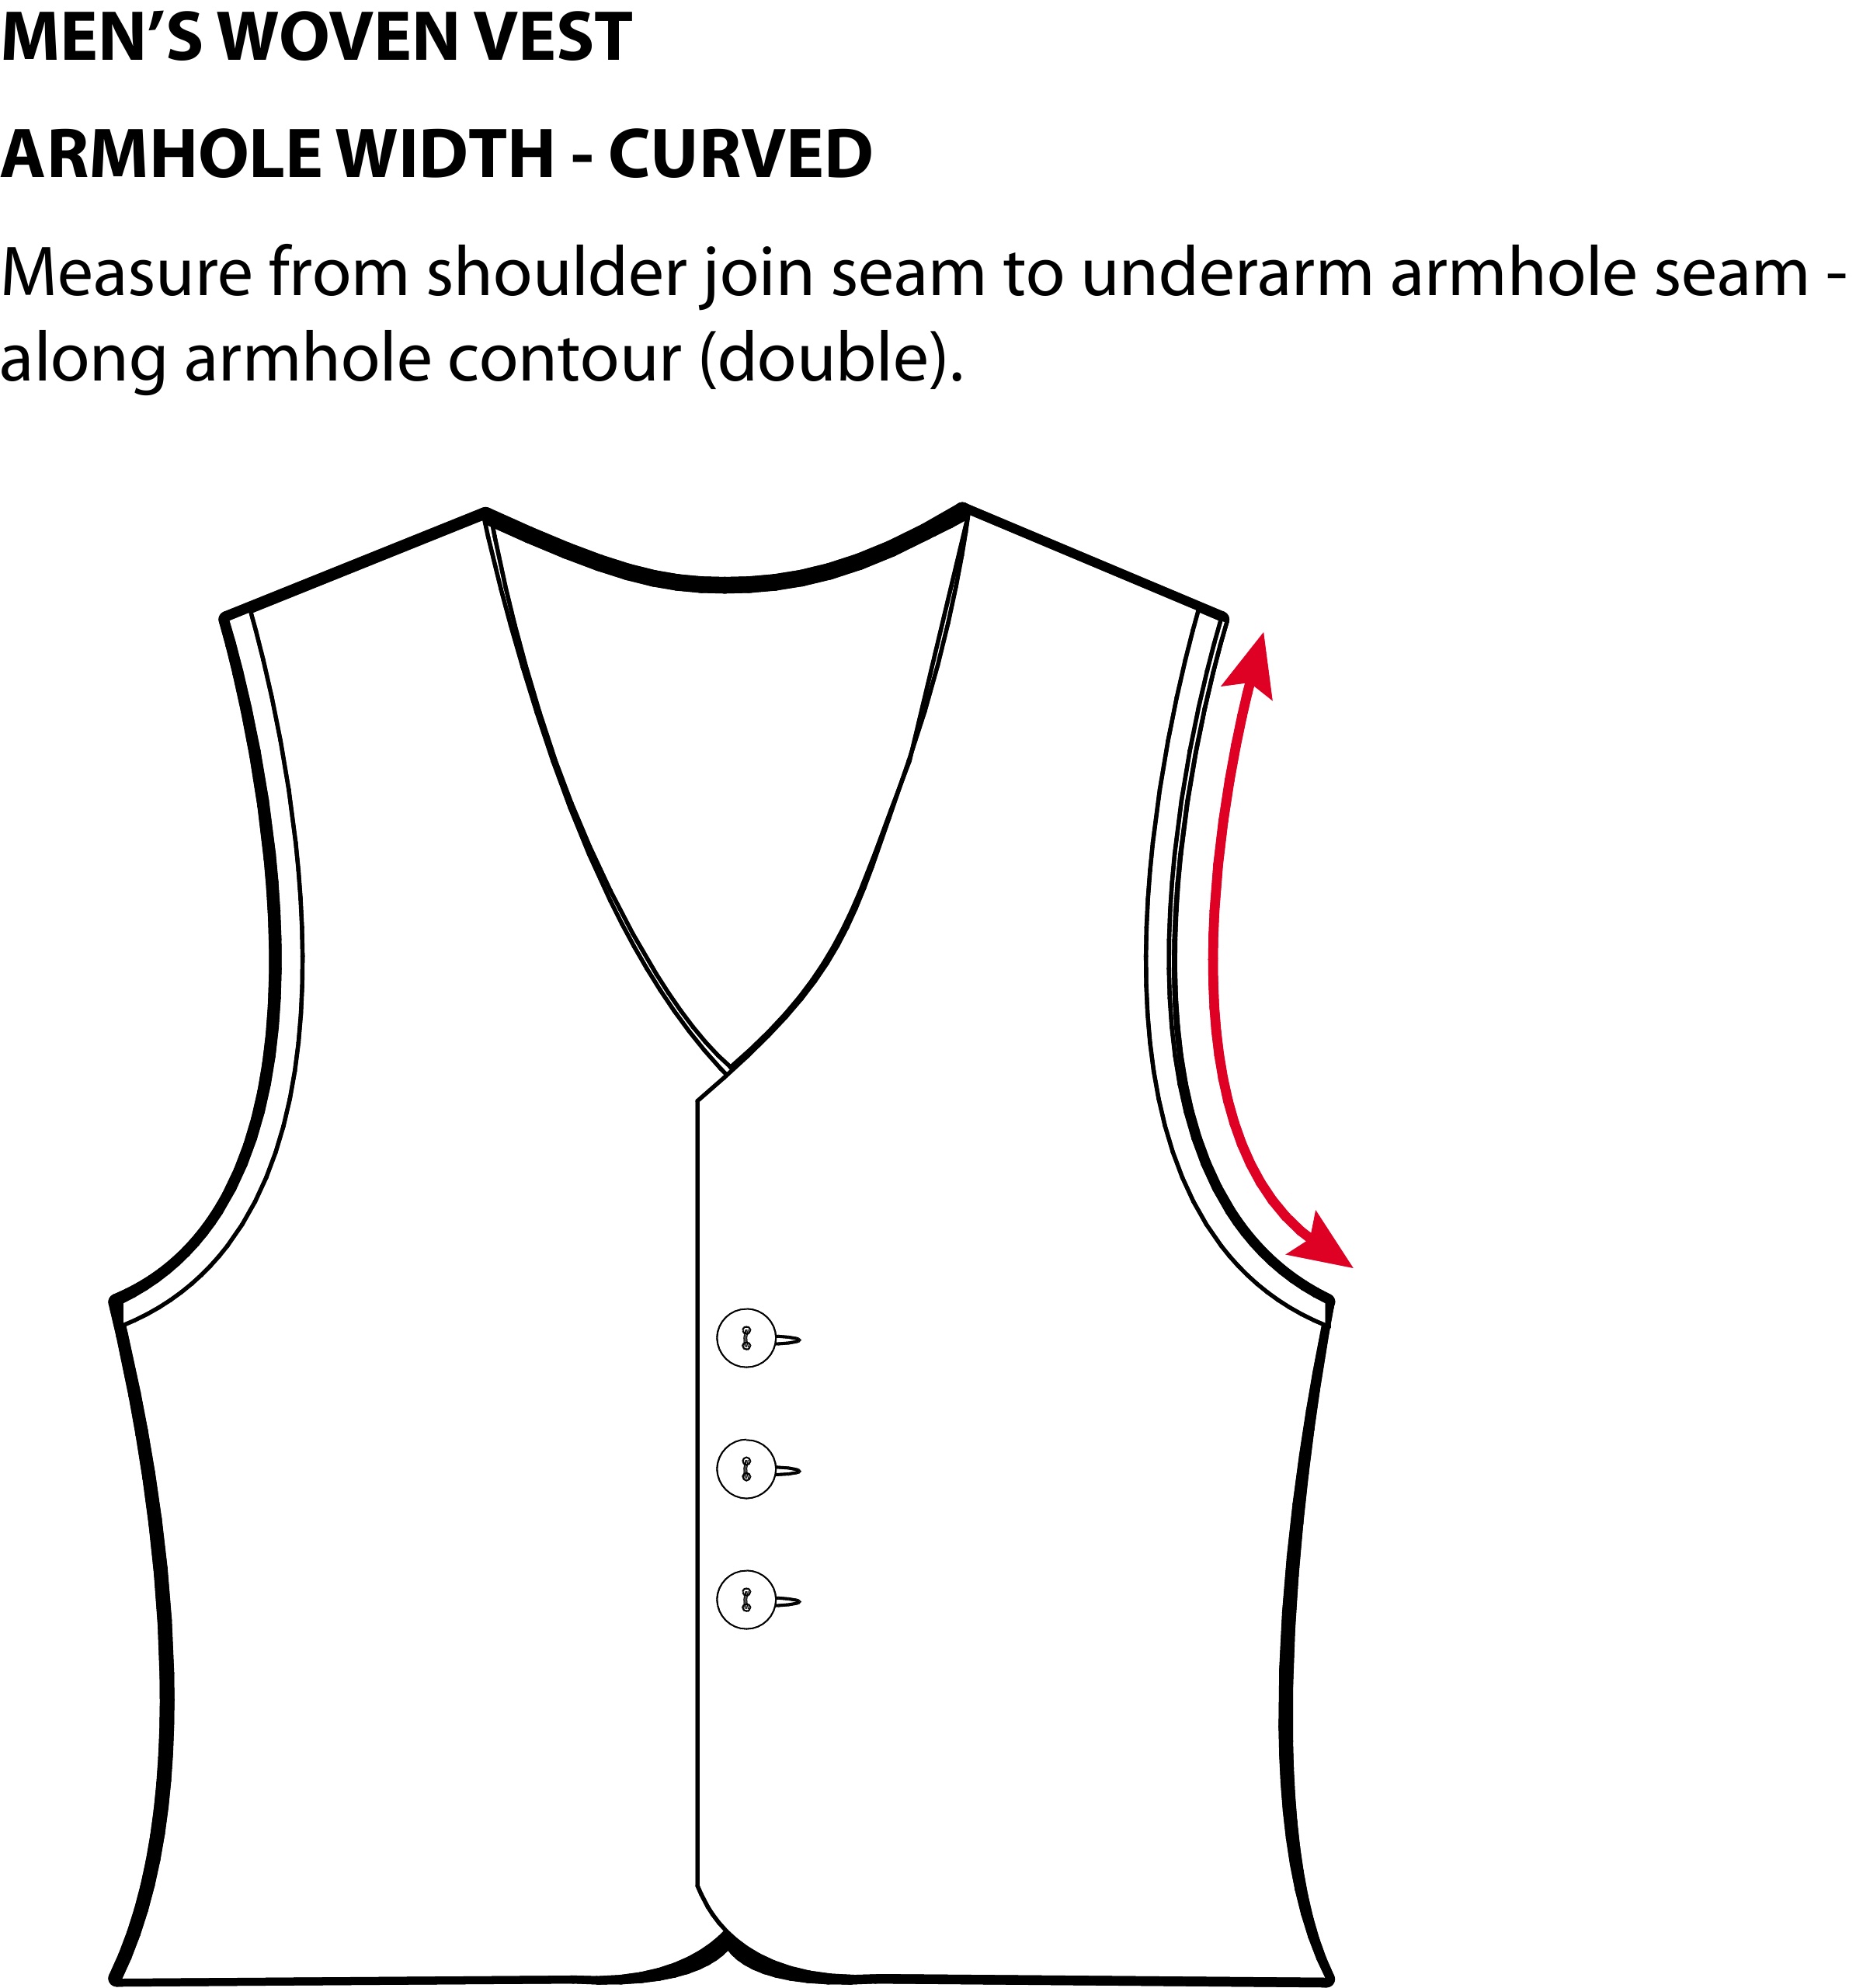 MEN’S WOVEN VEST
ARMHOLE WIDTH - CURVED
Measure from shoulder join seam to underarm armhole seam -
along armhole contour (double).